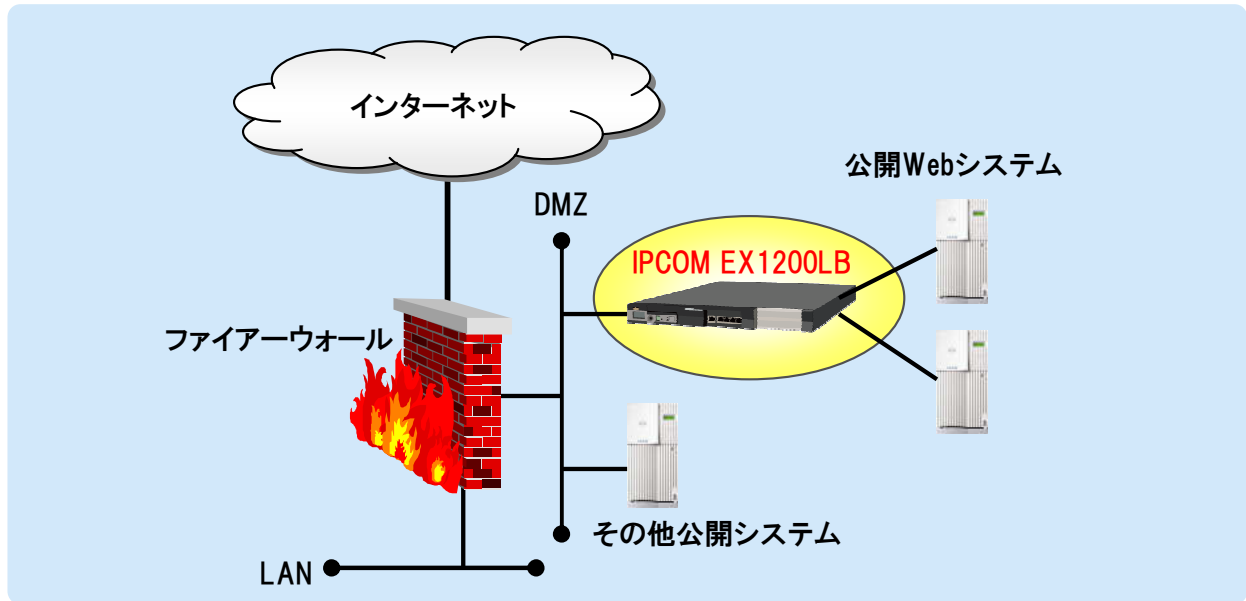 インターネット
公開Webシステム
DMZ
IPCOM EX1200LB
ファイアーウォール
その他公開システム
LAN